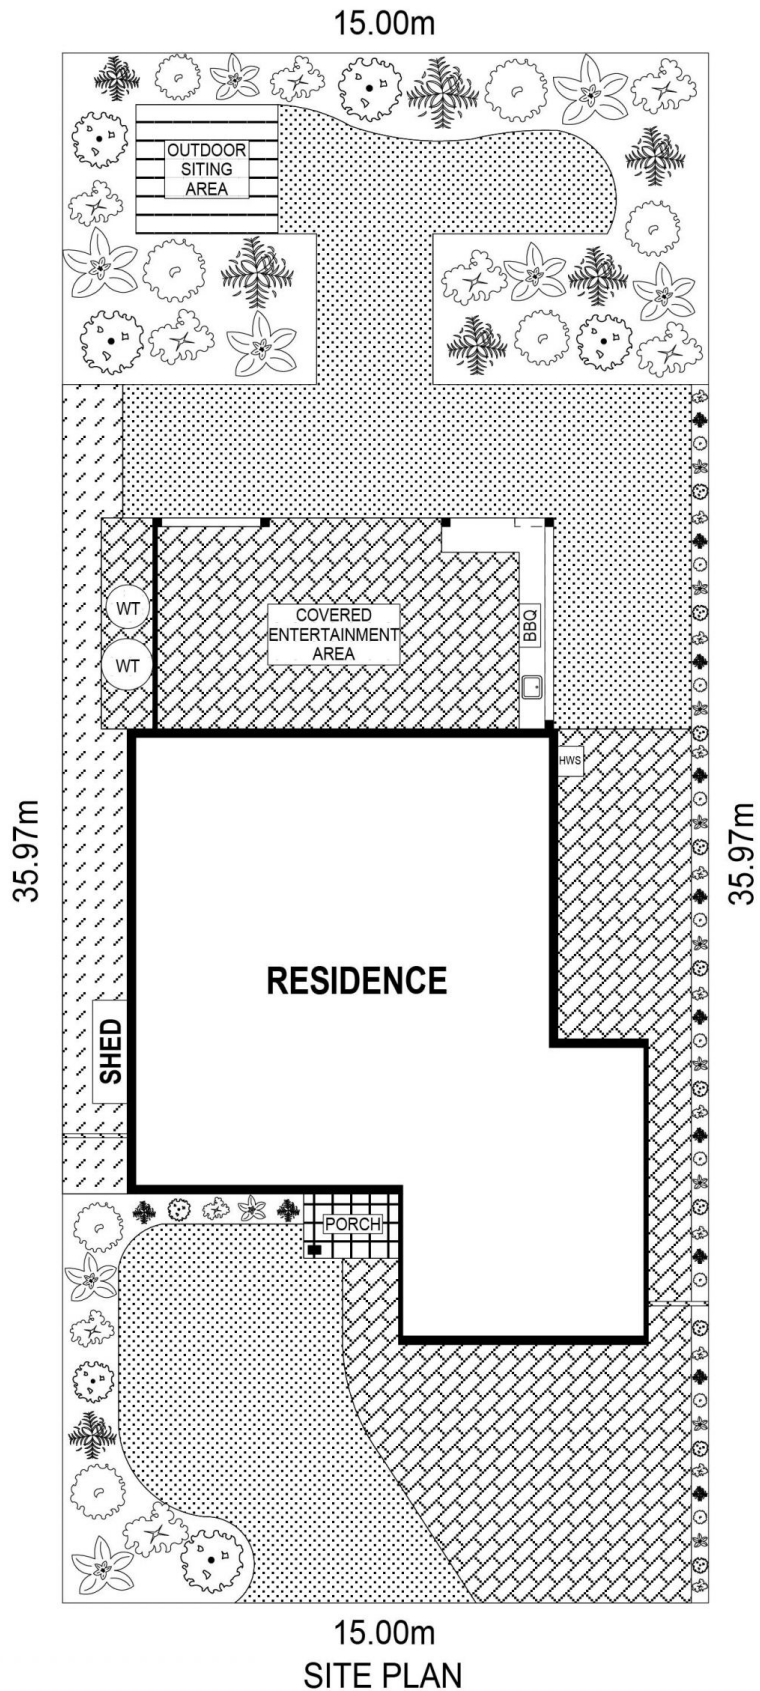 15.00m
OUTDOOR
SITING
AREA
WT
WT
COVERED
ENTERTAINMENT
AREA
BBQ
HWS
35.97m
35.97m
RESIDENCE
SHED
PORCH
15.00m
SITE PLAN